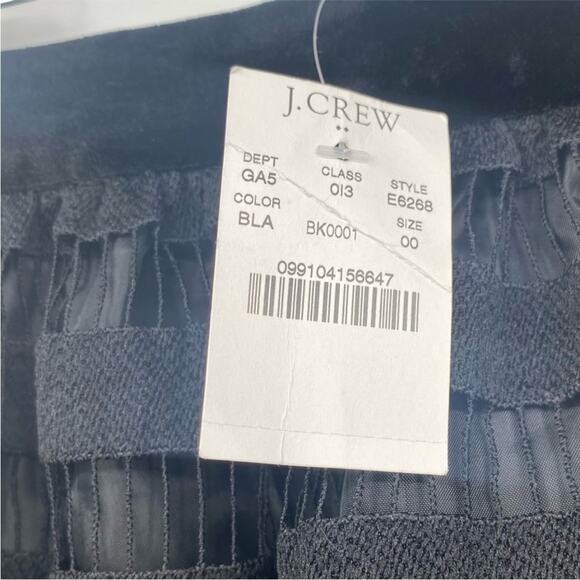 J.CREW
DEPT CLASS STYLE
GA5 013 E6268
COLOR SIZE
BLA BK0001 00
099104156647